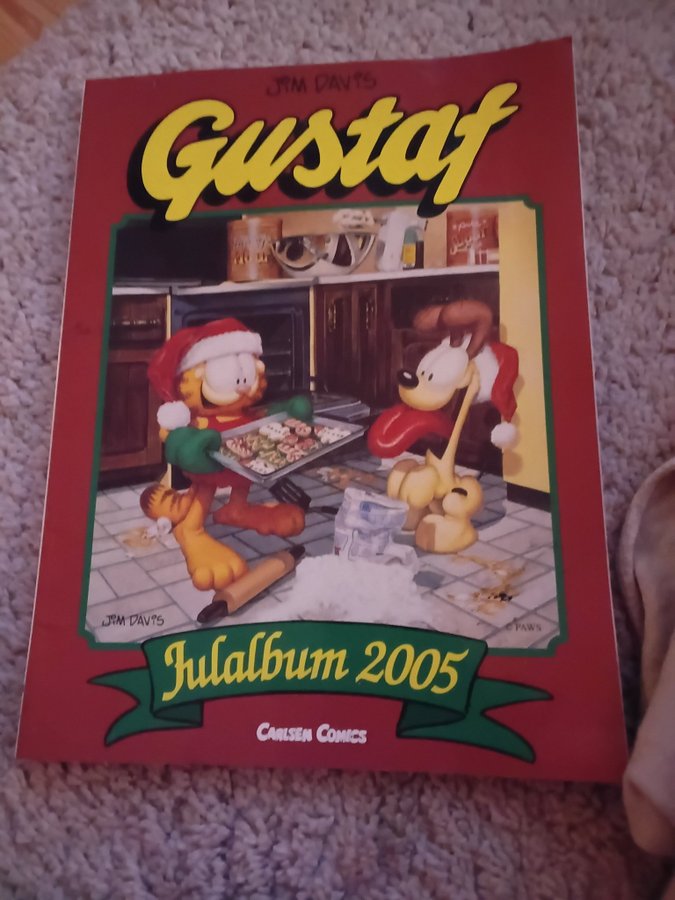 JIM DAVIS
Gustaf
JIM DAVIS
© PAWS
Julalbum 2005
CARLSEN COMICS